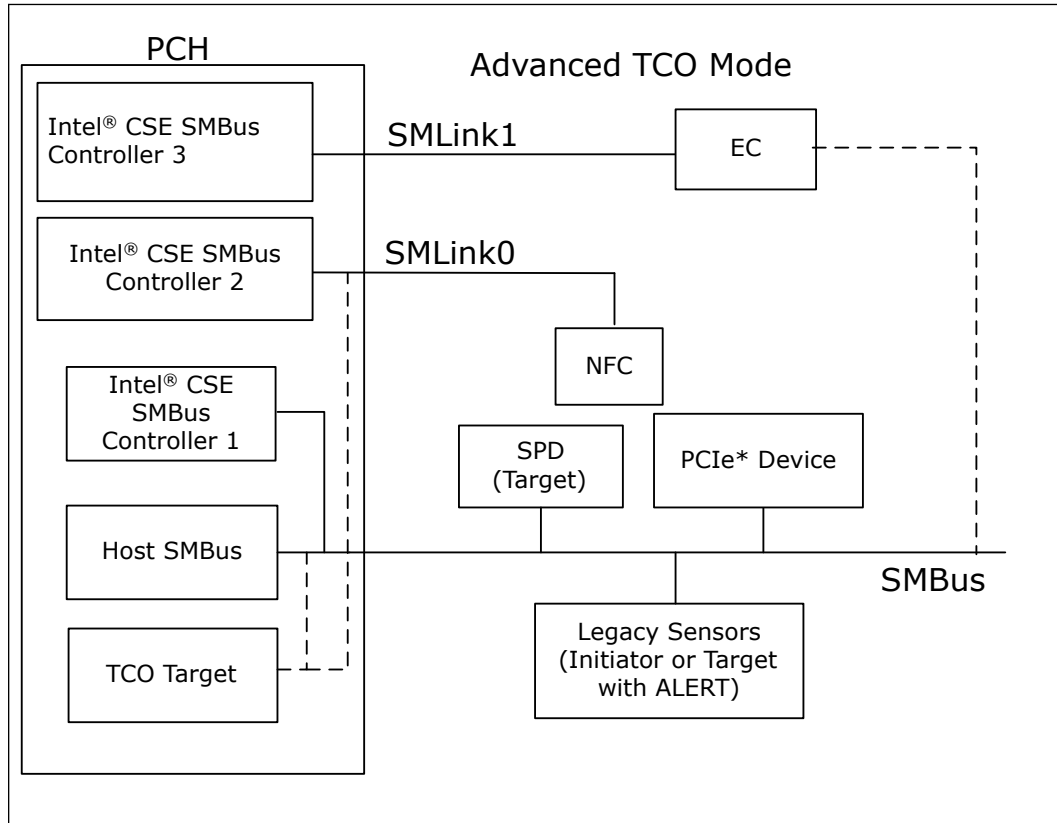 PCH
Advanced TCO Mode
Intel® CSE SMBus
Controller 3
SMLink1
EC
Intel® CSE SMBus
Controller 2
SMLink0
NFC
Intel® CSE
SMBus
Controller 1
SPD
(Target)
PCIe* Device
Host SMBus
SMBus
TCO Target
Legacy Sensors
(Initiator or Target
with ALERT)